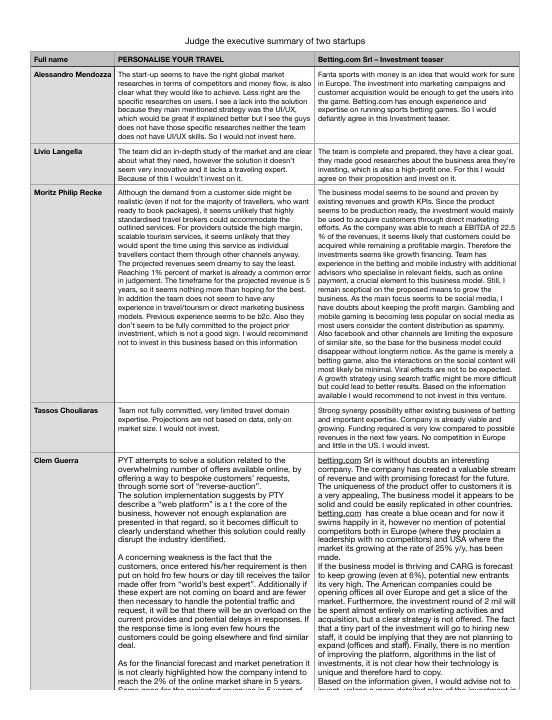 Judge the executive summary of two startups
Full name
PERSONALISE YOUR TRAVEL
Betting.com Srl – Investment teaser
Alessandro Mendozza
The start-up seems to have the right global market
researches in terms of competitors and money flow, is also
clear what they would like to achieve. Less right are the
specific researches on users. I see a lack into the solution
because they main mentioned strategy was the UI/UX,
which would be great if explained better but I see the guys
does not have those specific researches neither the team
does not have UI/UX skills. So I would not invest here.
Fanta sports with money is an idea that would work for sure
in Europe. The investment into marketing campaigns and
customer acquisition would be enough to get the users into
the game. Betting.com has enough experience and
expertise on running sports betting games. So I would
defiantly agree in this Investment teaser.
Livio Langella
The team did an in-depth study of the market and are clear
about what they need, however the solution it doesn't
seem very innovative and it lacks a traveling expert.
Because of this I wouldn't invest on it.
The team is complete and prepared, they have a clear goal,
they made good researches about the business area they're
investing, which is also a high-profit one. For this I would
agree on their proposition and invest on it.
Moritz Philip Recke
Although the demand from a customer side might be
realistic (even if not for the majority of travellers, who want
ready to book packages), it seems unlikely that highly
standardised travel brokers could accommodate the
outlined services. For providers outside the high margin,
scalable tourism services, it seems unlikely that they
would spent the time using this service as individual
travellers contact them through other channels anyway.
The projected revenues seem dreamy to say the least.
Reaching 1% percent of market is already a common error
in judgement. The timeframe for the projected revenue is 5
years, so it seems nothing more than hoping for the best.
In addition the team does not seem to have any
experience in travel/tourism or direct marketing business
models. Previous experience seems to be b2c. Also they
don't seem to be fully committed to the project prior
investment, which is not a good sign. I would recommend
not to invest in this business based on this information
The business model seems to be sound and proven by
existing revenues and growth KPIs. Since the product
seems to be production ready, the investment would mainly
be used to acquire customers through direct marketing
efforts. As the company was able to reach a EBITDA of 22.5
% of the revenues, it seems likely that customers could be
acquired while remaining a profitable margin. Therefore the
investments seems like growth financing. Team has
experience in the betting and mobile industry with additional
advisors who specialise in relevant fields, such as online
payment, a crucial element to this business model. Still, I
remain sceptical on the proposed means to grow the
business. As the main focus seems to be social media, I
have doubts about keeping the profit margin. Gambling and
mobile gaming is becoming less popular on social media as
most users consider the content distribution as spammy.
Also facebook and other channels are limiting the exposure
of similar site, so the base for the business model could
disappear without longterm notice. As the game is merely a
betting game, also the interactions on the social content will
most likely be minimal. Viral effects are not to be expected.
A growth strategy using search traffic might be more difficult
but could lead to better results. Based on the information
available I would recommend to not to invest in this venture.
Tassos Chouliaras
Team not fully committed, very limited travel domain
expertise. Projections are not based on data, only on
market size. I would not invest.
Strong synergy possibility either existing business of betting
and important expertise. Company is already viable and
growing. Funding required is very low compared to possible
revenues in the next few years. No competition in Europe
and little in the US. I would invest.
Clem Guerra
PYT attempts to solve a solution related to the
overwhelming number of offers available online, by
offering a way to bespoke customers' requests,
through some sort of "reverse-auction".
The solution implementation suggests by PTY
describe a "web platform" is a t the core of the
business, however not enough explanation are
presented in that regard, so it becomes difficult to
clearly understand whether this solution could really
disrupt the industry identified.
A concerning weakness is the fact that the
customers, once entered his/her requirement is then
put on hold fro few hours or day till receives the tailor
made offer from "world's best expert". Additionally if
these expert are not coming on board and are fewer
then necessary to handle the potential traffic and
request, it will be that there will be an overload on the
current provides and potential delays in responses. If
the response time is long even few hours the
customers could be going elsewhere and find similar
deal.
As for the financial forecast and market penetration it
is not clearly highlighted how the company intend to
reach the 2% of the online market share in 5 years.
Same goes for the projected revenues in 5 years of
betting.com Srl is without doubts an interesting
company. The company has created a valuable stream
of revenue and with promising forecast for the future.
The uniqueness of the product offer to customers it is
a very appealing, The business model it appears to be
solid and could be easily replicated in other countries.
betting.com has create a blue ocean and for now it
swims happily in it, however no mention of potential
competitors both in Europe (where they proclaim a
leadership with no competitors) and USA where the
market its growing at the rate of 25% y/y, has been
made.
If the business model is thriving and CARG is forecast
to keep growing (even at 6%), potential new entrants
its very high. The American companies could be
opening offices all over Europe and get a slice of the
market. Furthermore, the investment round of 2 mil will
be spent almost entirely on marketing activities and
acquisition, but a clear strategy is not offered. The fact
that a tiny part of the investment will go to hiring new
staff, it could be implying that they are not planning to
expand (offices and staff). Finally, there is no mention
of improving the platform, algorithms in the list of
investments, it is not clear how their technology is
unique and therefore hard to copy.
Based on the information given, I would advise not to
invest, unless a more detailed plan of the investment is